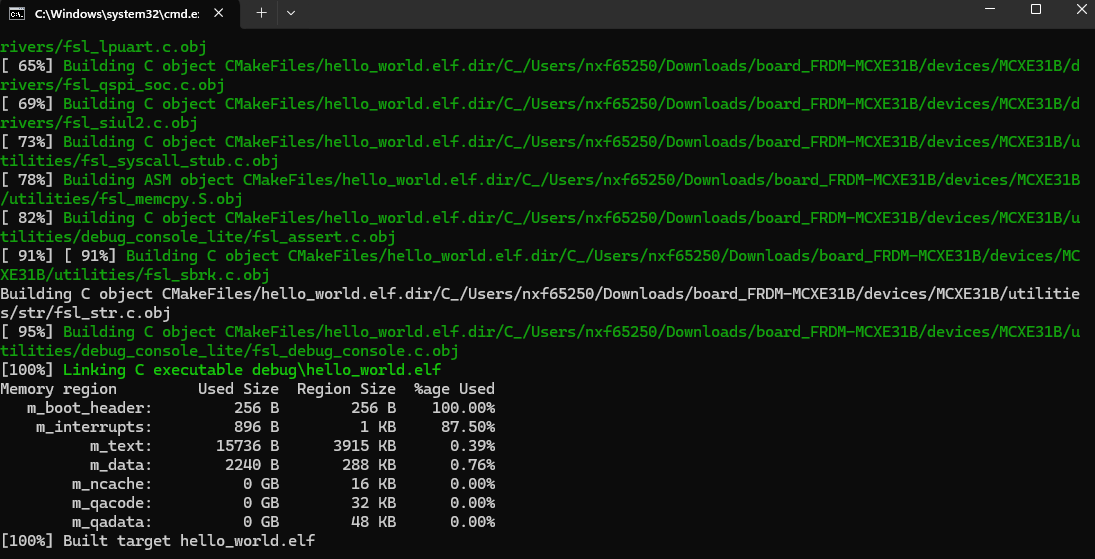 C:\Windows\system32\cmd.e:
rivers/fsl_lpuart.c.obj
[ 65%] Building C object CMakeFiles/hello_world.elf.dir/C_/Users/nxf65250/Downloads/board_FRDM-MCXE31B/devices/MCXE31B/d
rivers/fsl_qspi_soc.c.obj
[ 69%] Building C object CMakeFiles/hello_world.elf.dir/C_/Users/nxf65250/Downloads/board_FRDM-MCXE31B/devices/MCXE31B/d
rivers/fsl_siul2.c.obj
[ 73%] Building C object CMakeFiles/hello_world.elf.dir/C_/Users/nxf65250/Downloads/board_FRDM-MCXE31B/devices/MCXE31B/u
tilities/fsl_syscall_stub.c.obj
[ 78%] Building ASM object CMakeFiles/hello_world.elf.dir/C_/Users/nxf65250/Downloads/board_FRDM-MCXE31B/devices/MCXE31B
/utilities/fsl_memcpy.S.obj
[ 82%] Building C object CMakeFiles/hello_world.elf.dir/C_/Users/nxf65250/Downloads/board_FRDM-MCXE31B/devices/MCXE31B/u
tilities/debug_console_lite/fsl_assert.c.obj
[ 91%] [ 91%] Building C object CMakeFiles/hello_world.elf.dir/C_/Users/nxf65250/Downloads/board_FRDM-MCXE31B/devices/MC
XE31B/utilities/fsl_sbrk.c.obj
Building C object CMakeFiles/hello_world.elf.dir/C_/Users/nxf65250/Downloads/board_FRDM-MCXE31B/devices/MCXE31B/utilitie
s/str/fsl_str.c.obj
[ 95%] Building C object CMakeFiles/hello_world.elf.dir/C_/Users/nxf65250/Downloads/board_FRDM-MCXE31B/devices/MCXE31B/u
tilities/debug_console_lite/fsl_debug_console.c.obj
[100%] Linking C executable debug\hello_world.elf
Memory region         Used Size  Region Size  %age Used
   m_boot_header:         256 B        256 B    100.00%
    m_interrupts:         896 B         1 KB     87.50%
          m_text:       15736 B      3915 KB      0.39%
          m_data:        2240 B       288 KB      0.76%
        m_ncache:          0 GB        16 KB      0.00%
        m_qacode:          0 GB        32 KB      0.00%
        m_qadata:          0 GB        48 KB      0.00%
[100%] Built target hello_world.elf